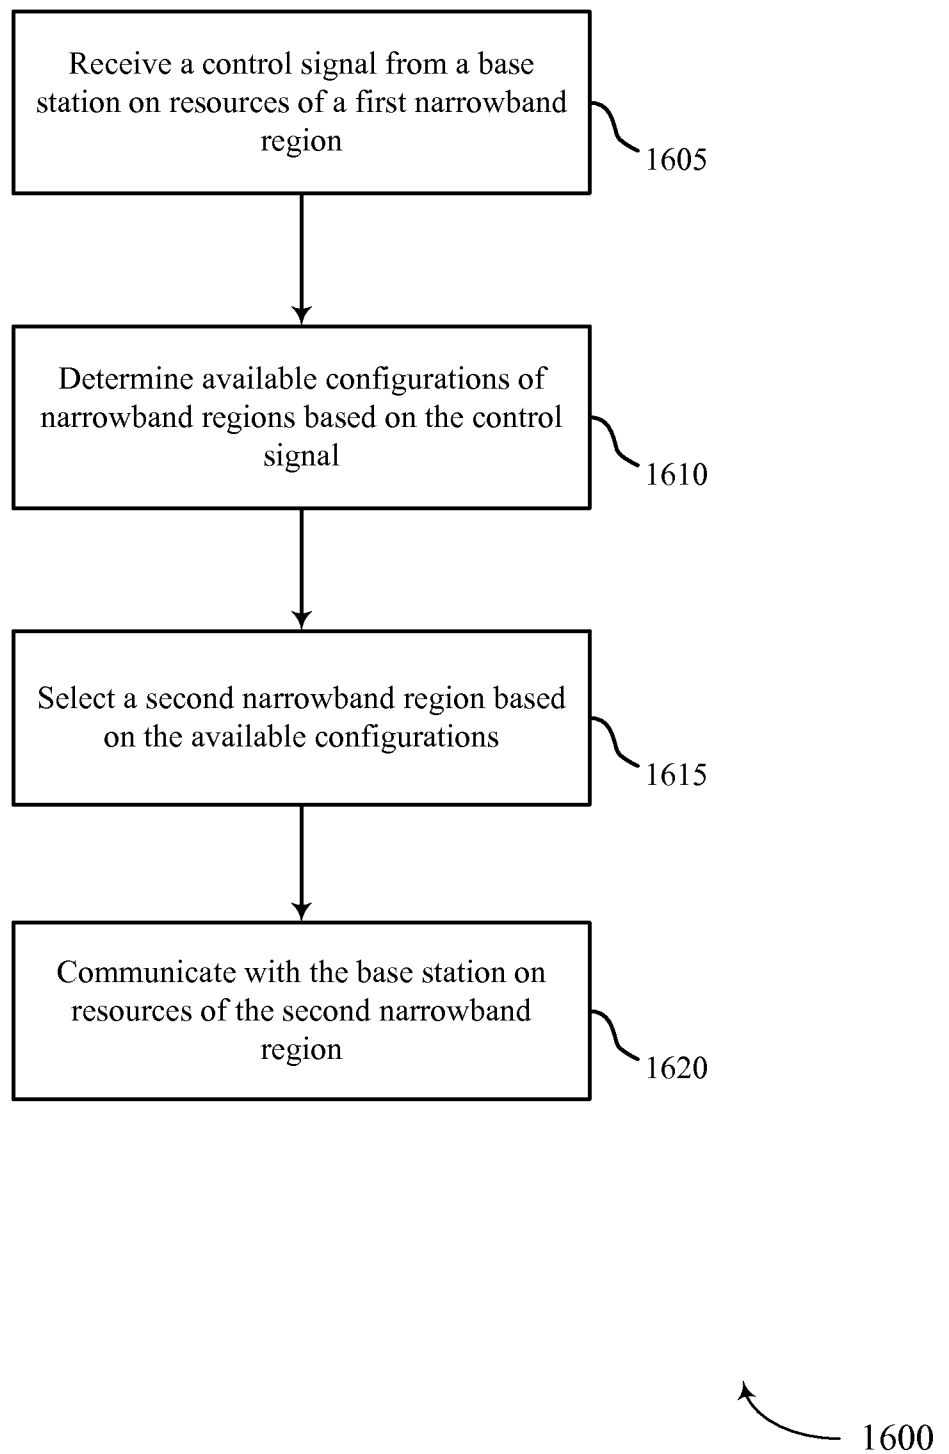 Receive a control signal from a base
station on resources of a first narrowband
region
1605
Determine available configurations of
narrowband regions based on the control
signal
1610
Select a second narrowband region based
on the available configurations
1615
Communicate with the base station on
resources of the second narrowband
region
1620
1600